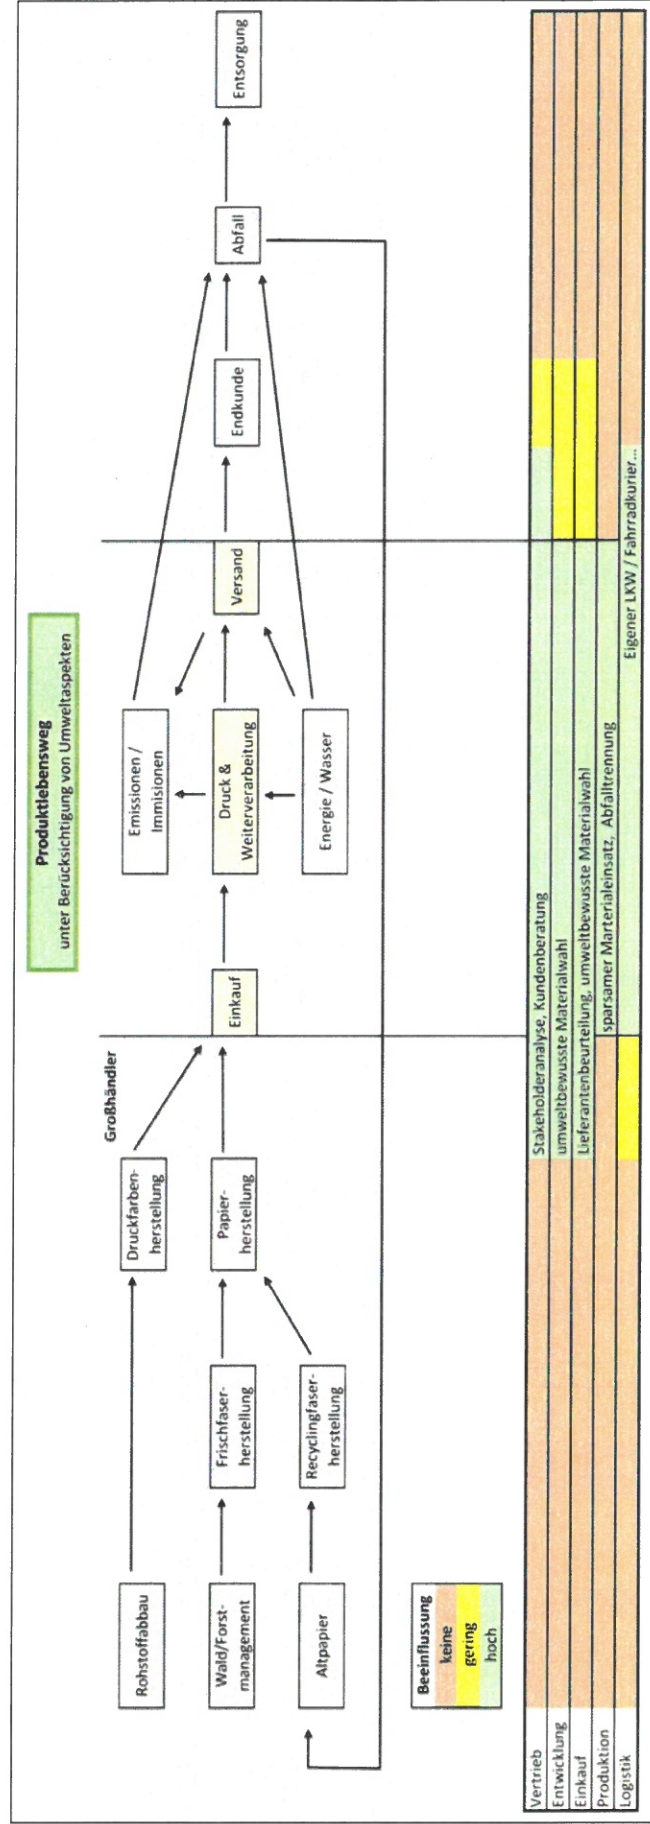 Produktlebensweg
unter Berücksichtigung von Umweltaspekten
Großhändler
Rohstoffabbau
Druckfarben-
herstellung
Emissionen /
Immisionen
Wald/Forst-
management
Frischfaser-
herstellung
Papier-
herstellung
Einkauf
Druck &
Weiterverarbeitung
Versand
Endkunde
Abfall
Entsorgung
Altpapier
Recyclingfaser-
herstellung
Energie / Wasser
Beeinflussung
keine
gering
hoch
Vertrieb
Stakeholderanalyse, Kundenberatung
Entwicklung
umweltbewusste Materialwahl
Einkauf
Lieferantenbeurteilung, umweltbewusste Materialwahl
Produktion
sparsamer Marterialeinsatz, Abfalltrennung
Logistik
Eigener LKW / Fahrradkurier...